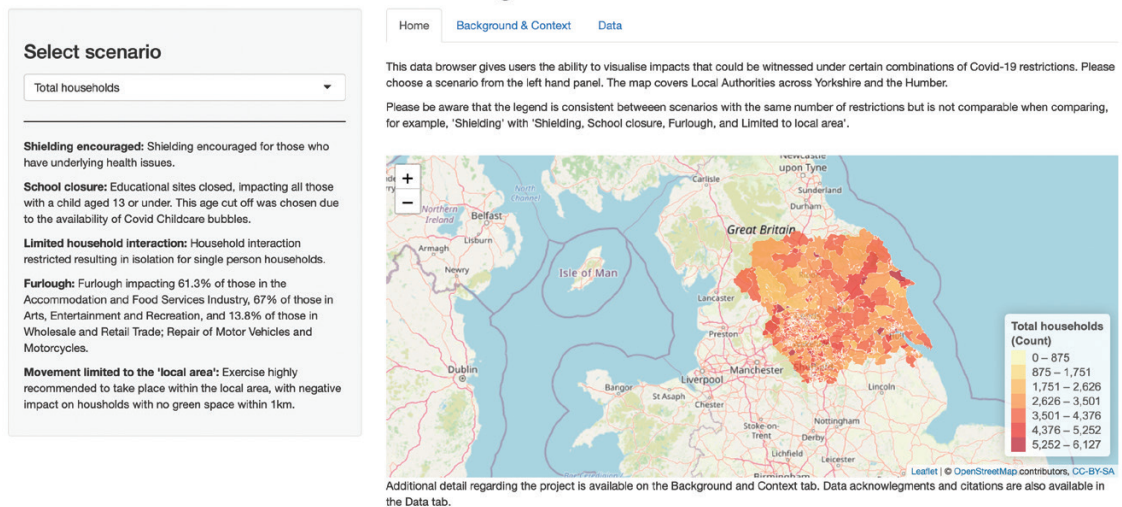 Select scenario
Total households
Shielding encouraged: Shielding encouraged for those who
have underlying health issues.
School closure: Educational sites closed, impacting all those
with a child aged 13 or under. This age cut off was chosen due
to the availability of Covid Childcare bubbles.
Limited household interaction: Household interaction
restricted resulting in isolation for single person households.
Furlough: Furlough impacting 61.3% of those in the
Accommodation and Food Services Industry, 67% of those in
Arts, Entertainment and Recreation, and 13.8% of those in
Wholesale and Retail Trade; Repair of Motor Vehicles and
Motorcycles.
Movement limited to the 'local area': Exercise highly
recommended to take place within the local area, with negative
impact on housholds with no green space within 1km.
Home Background & Context Data
This data browser gives users the ability to visualise impacts that could be witnessed under certain combinations of Covid-19 restrictions. Please
choose a scenario from the left hand panel. The map covers Local Authorities across Yorkshire and the Humber.
Please be aware that the legend is consistent betweeen scenarios with the same number of restrictions but is not comparable when comparing,
for example, 'Shielding' with 'Shielding, School closure, Furlough, and Limited to local area'.
+
−
Newcastle
upon Tyne
Carlisle
Sunderland
Durham
North
Channel
Northern
Ireland
Belfast
Lisburn
Armagh
Newry
Great Britain
Isle of Man
Lancaster
Preston
Dublin
Manchester
Liverpool
Bangor
St Asaph
Chester
Lincoln
Stoke-on-
Trent
Nottingham
Derby
Lichfield
Leicester
Birmingham
Total households
(Count)
0 – 875
875 – 1,751
1,751 – 2,626
2,626 – 3,501
3,501 – 4,376
4,376 – 5,252
5,252 – 6,127
Leaflet | © OpenStreetMap contributors, CC-BY-SA
Additional detail regarding the project is available on the Background and Context tab. Data acknowlegments and citations are also available in
the Data tab.